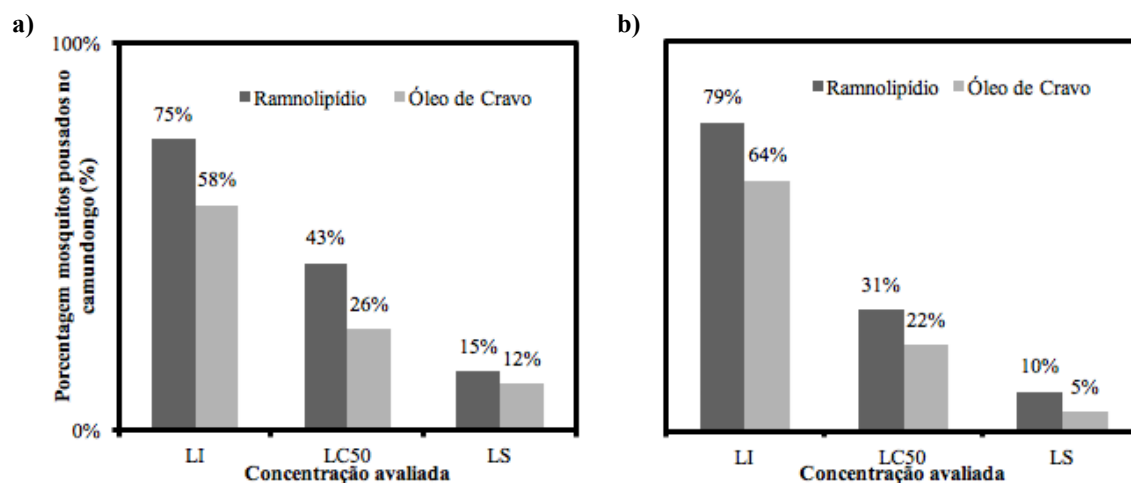 a)
100%
Ramnolipídio
Óleo de Cravo
75%
58%
43%
26%
15%
12%
0%
LI
LC50
LS
Concentração avaliada
Porcentagem mosquitos pousados no
camundongo (%)
b)
Ramnolipídio
Óleo de Cravo
79%
64%
31%
22%
10%
5%
LI
LC50
LS
Concentração avaliada